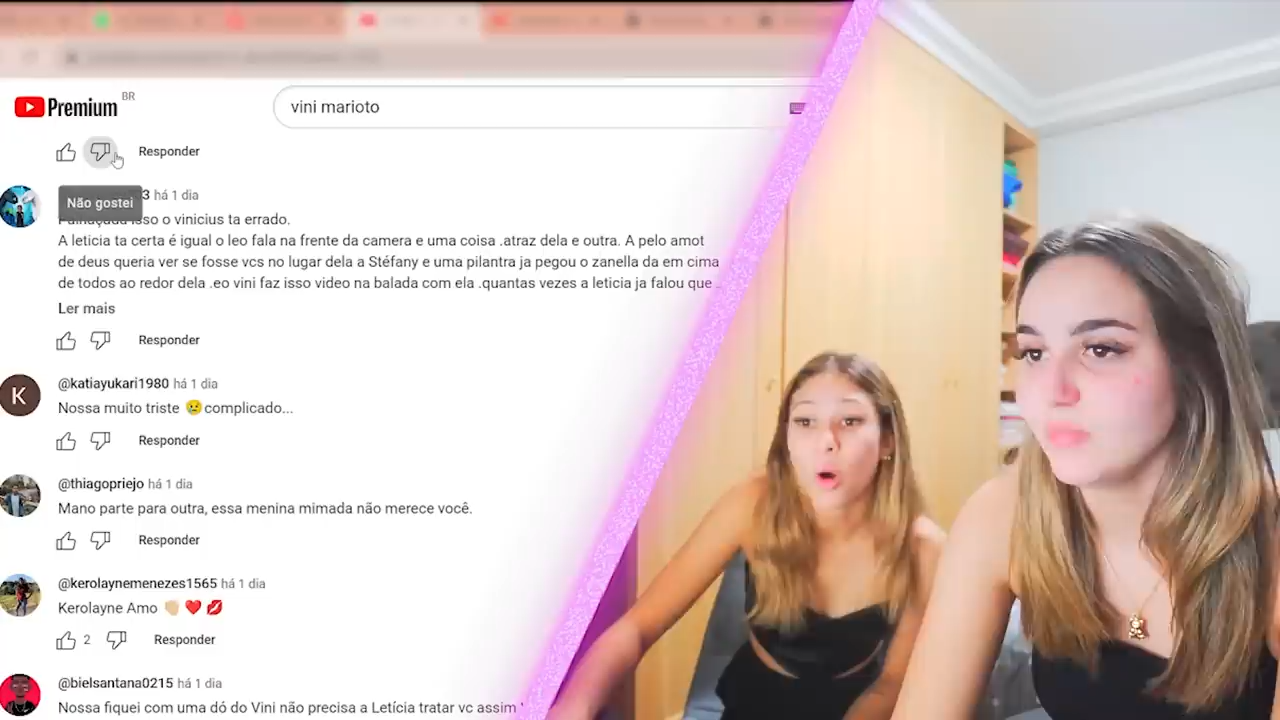 Premium BR
vini marioto
Responder
3 há 1 dia
Não gostei
isso o vinicius ta errado.
A leticia ta certa é igual o leo fala na frente da camera e uma coisa .atraz dela e outra. A pelo amot
de deus queria ver se fosse vcs no lugar dela a Stéfany e uma pilantra ja pegou o zanella da em cima
de todos ao redor dela .eo vini faz isso video na balada com ela .quantas vezes a leticia ja falou que
Ler mais
Responder
K
@katiayukari1980 há 1 dia
Nossa muito triste 😢complicado...
Responder
@thiagopriejo há 1 dia
Mano parte para outra, essa menina mimada não merece você.
Responder
@kerolaynemenezes1565 há 1 dia
Kerolayne Amo 👏🏼 ❤️ 💋
2 Responder
@bielsantana0215 há 1 dia
Nossa fiquei com uma dó do Vini não precisa a Letícia tratar vc assim